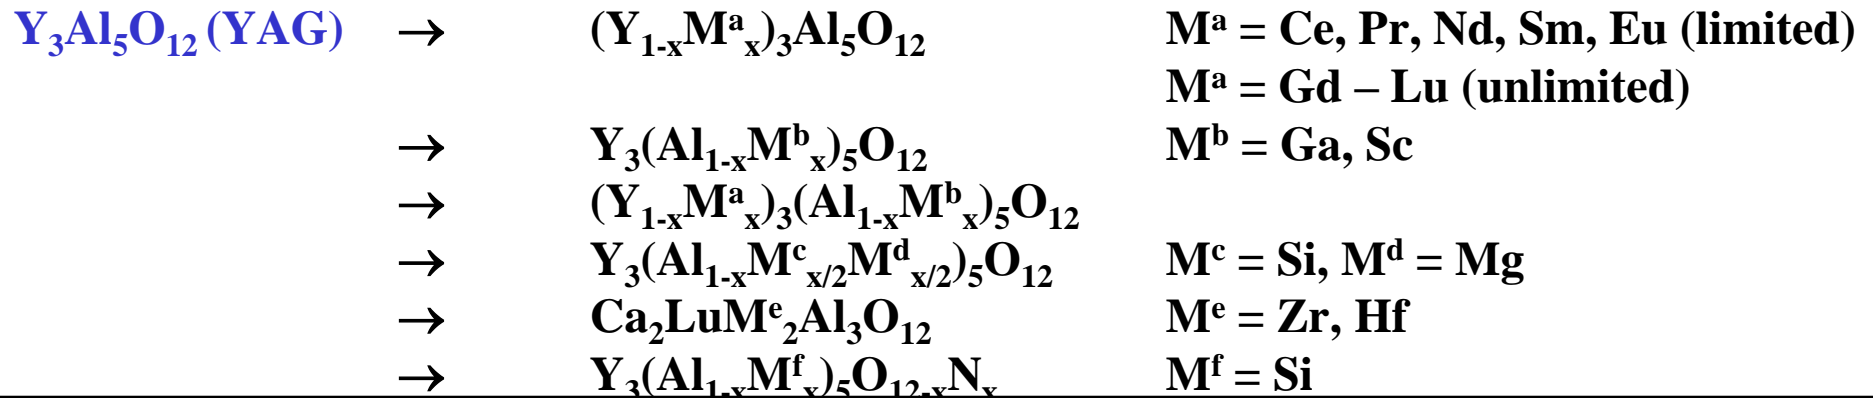 Y₃Al₅O₁₂ (YAG) → (Y₁₋ₓMᵃₓ)₃Al₅O₁₂ Mᵃ = Ce, Pr, Nd, Sm, Eu (limited)
Mᵃ = Gd – Lu (unlimited)
→ Y₃(Al₁₋ₓMᵇₓ)₅O₁₂ Mᵇ = Ga, Sc
→ (Y₁₋ₓMᵃₓ)₃(Al₁₋ₓMᵇₓ)₅O₁₂
→ Y₃(Al₁₋ₓMᶜₓ/₂Mᵈₓ/₂)₅O₁₂ Mᶜ = Si, Mᵈ = Mg
→ Ca₂LuMᵉ₂Al₃O₁₂ Mᵉ = Zr, Hf
→ Y₃(Al₁₋ₓMᶠₓ)₅O₁₂₋ₓNₓ Mᶠ = Si